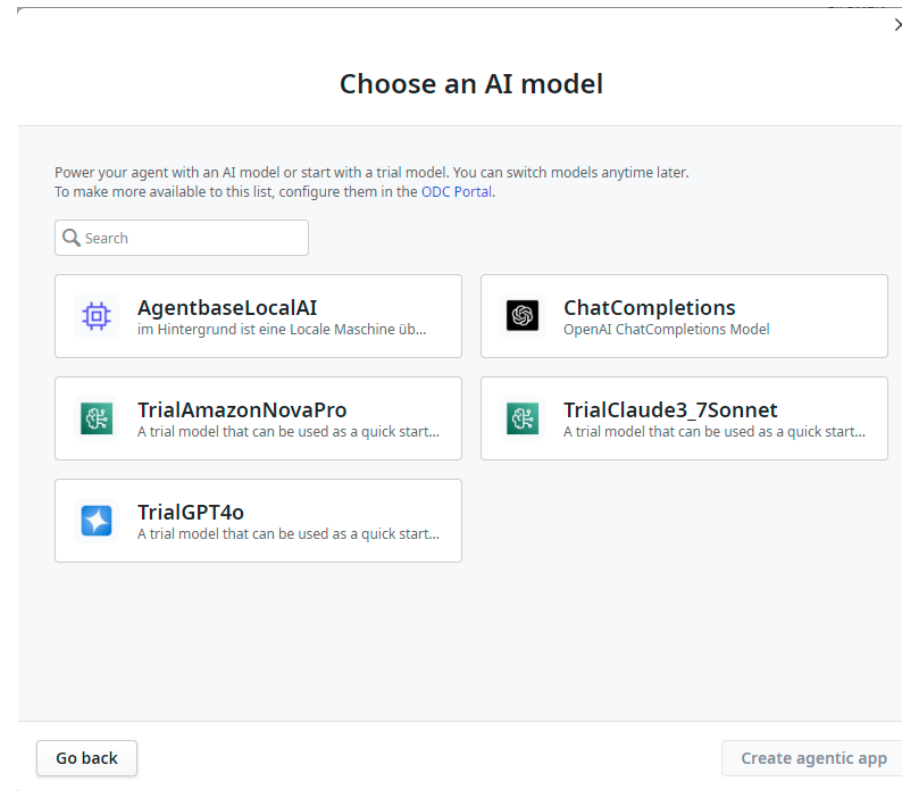 Choose an AI model
Power your agent with an AI model or start with a trial model. You can switch models anytime later.
To make more available to this list, configure them in the ODC Portal.
Search
AgentbaseLocalAI
im Hintergrund ist eine Locale Maschine üb...
ChatCompletions
OpenAI ChatCompletions Model
TrialAmazonNovaPro
A trial model that can be used as a quick start...
TrialClaude3_7Sonnet
A trial model that can be used as a quick start...
TrialGPT4o
A trial model that can be used as a quick start...
Go back
Create agentic app